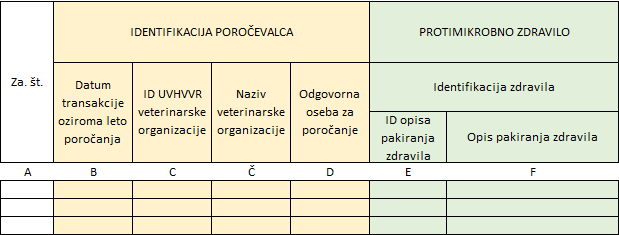 IDENTIFIKACIJA POROČEVALCA
PROTIMIKROBNO ZDRAVILO
Za. št.
Datum
transakcije
oziroma leto
poročanja
ID UVHVVR
veterinarske
organizacije
Naziv
veterinarske
organizacije
Odgovorna
oseba za
poročanje
Identifikacija zdravila
ID opisa
pakiranja
zdravila
Opis pakiranja zdravila
A B C Č D E F